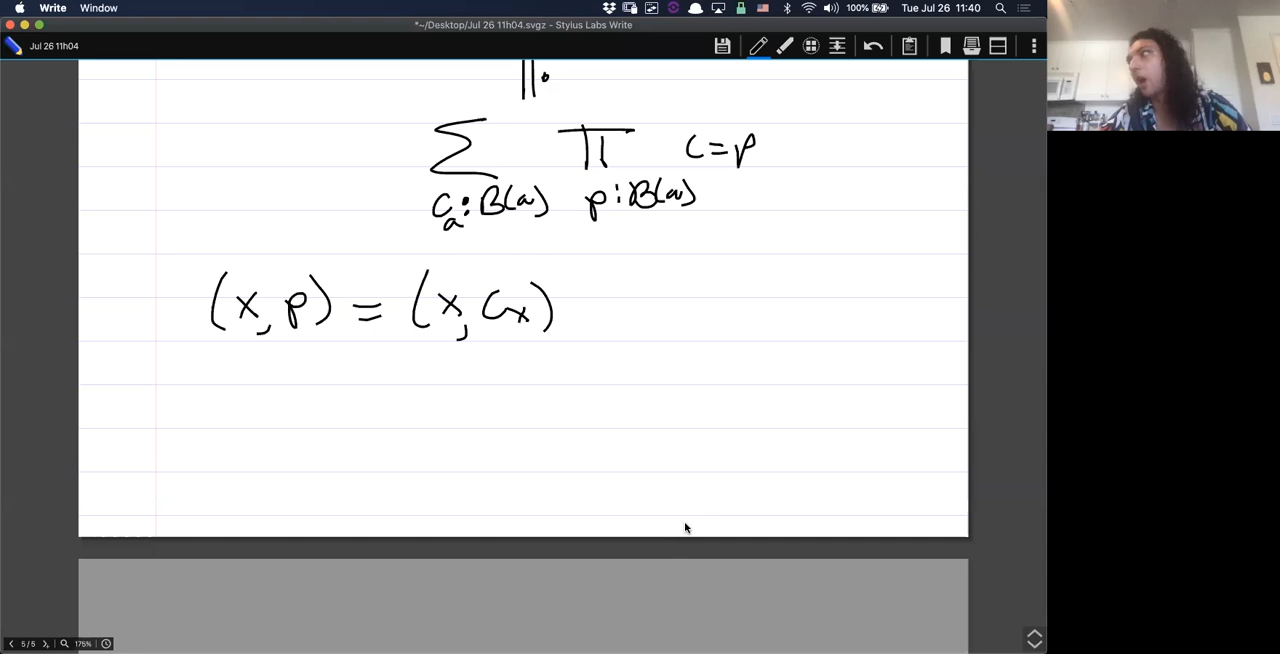 Write Window 100% Tue Jul 26 11:40
*~/Desktop/Jul 26 11h04.svgz - Stylus Labs Write
Jul 26 11h04
∏.
∑ ∏ c=p
c_a : B(a) p : B(a)
(x, p) = (x, c_x)
5/5 175%